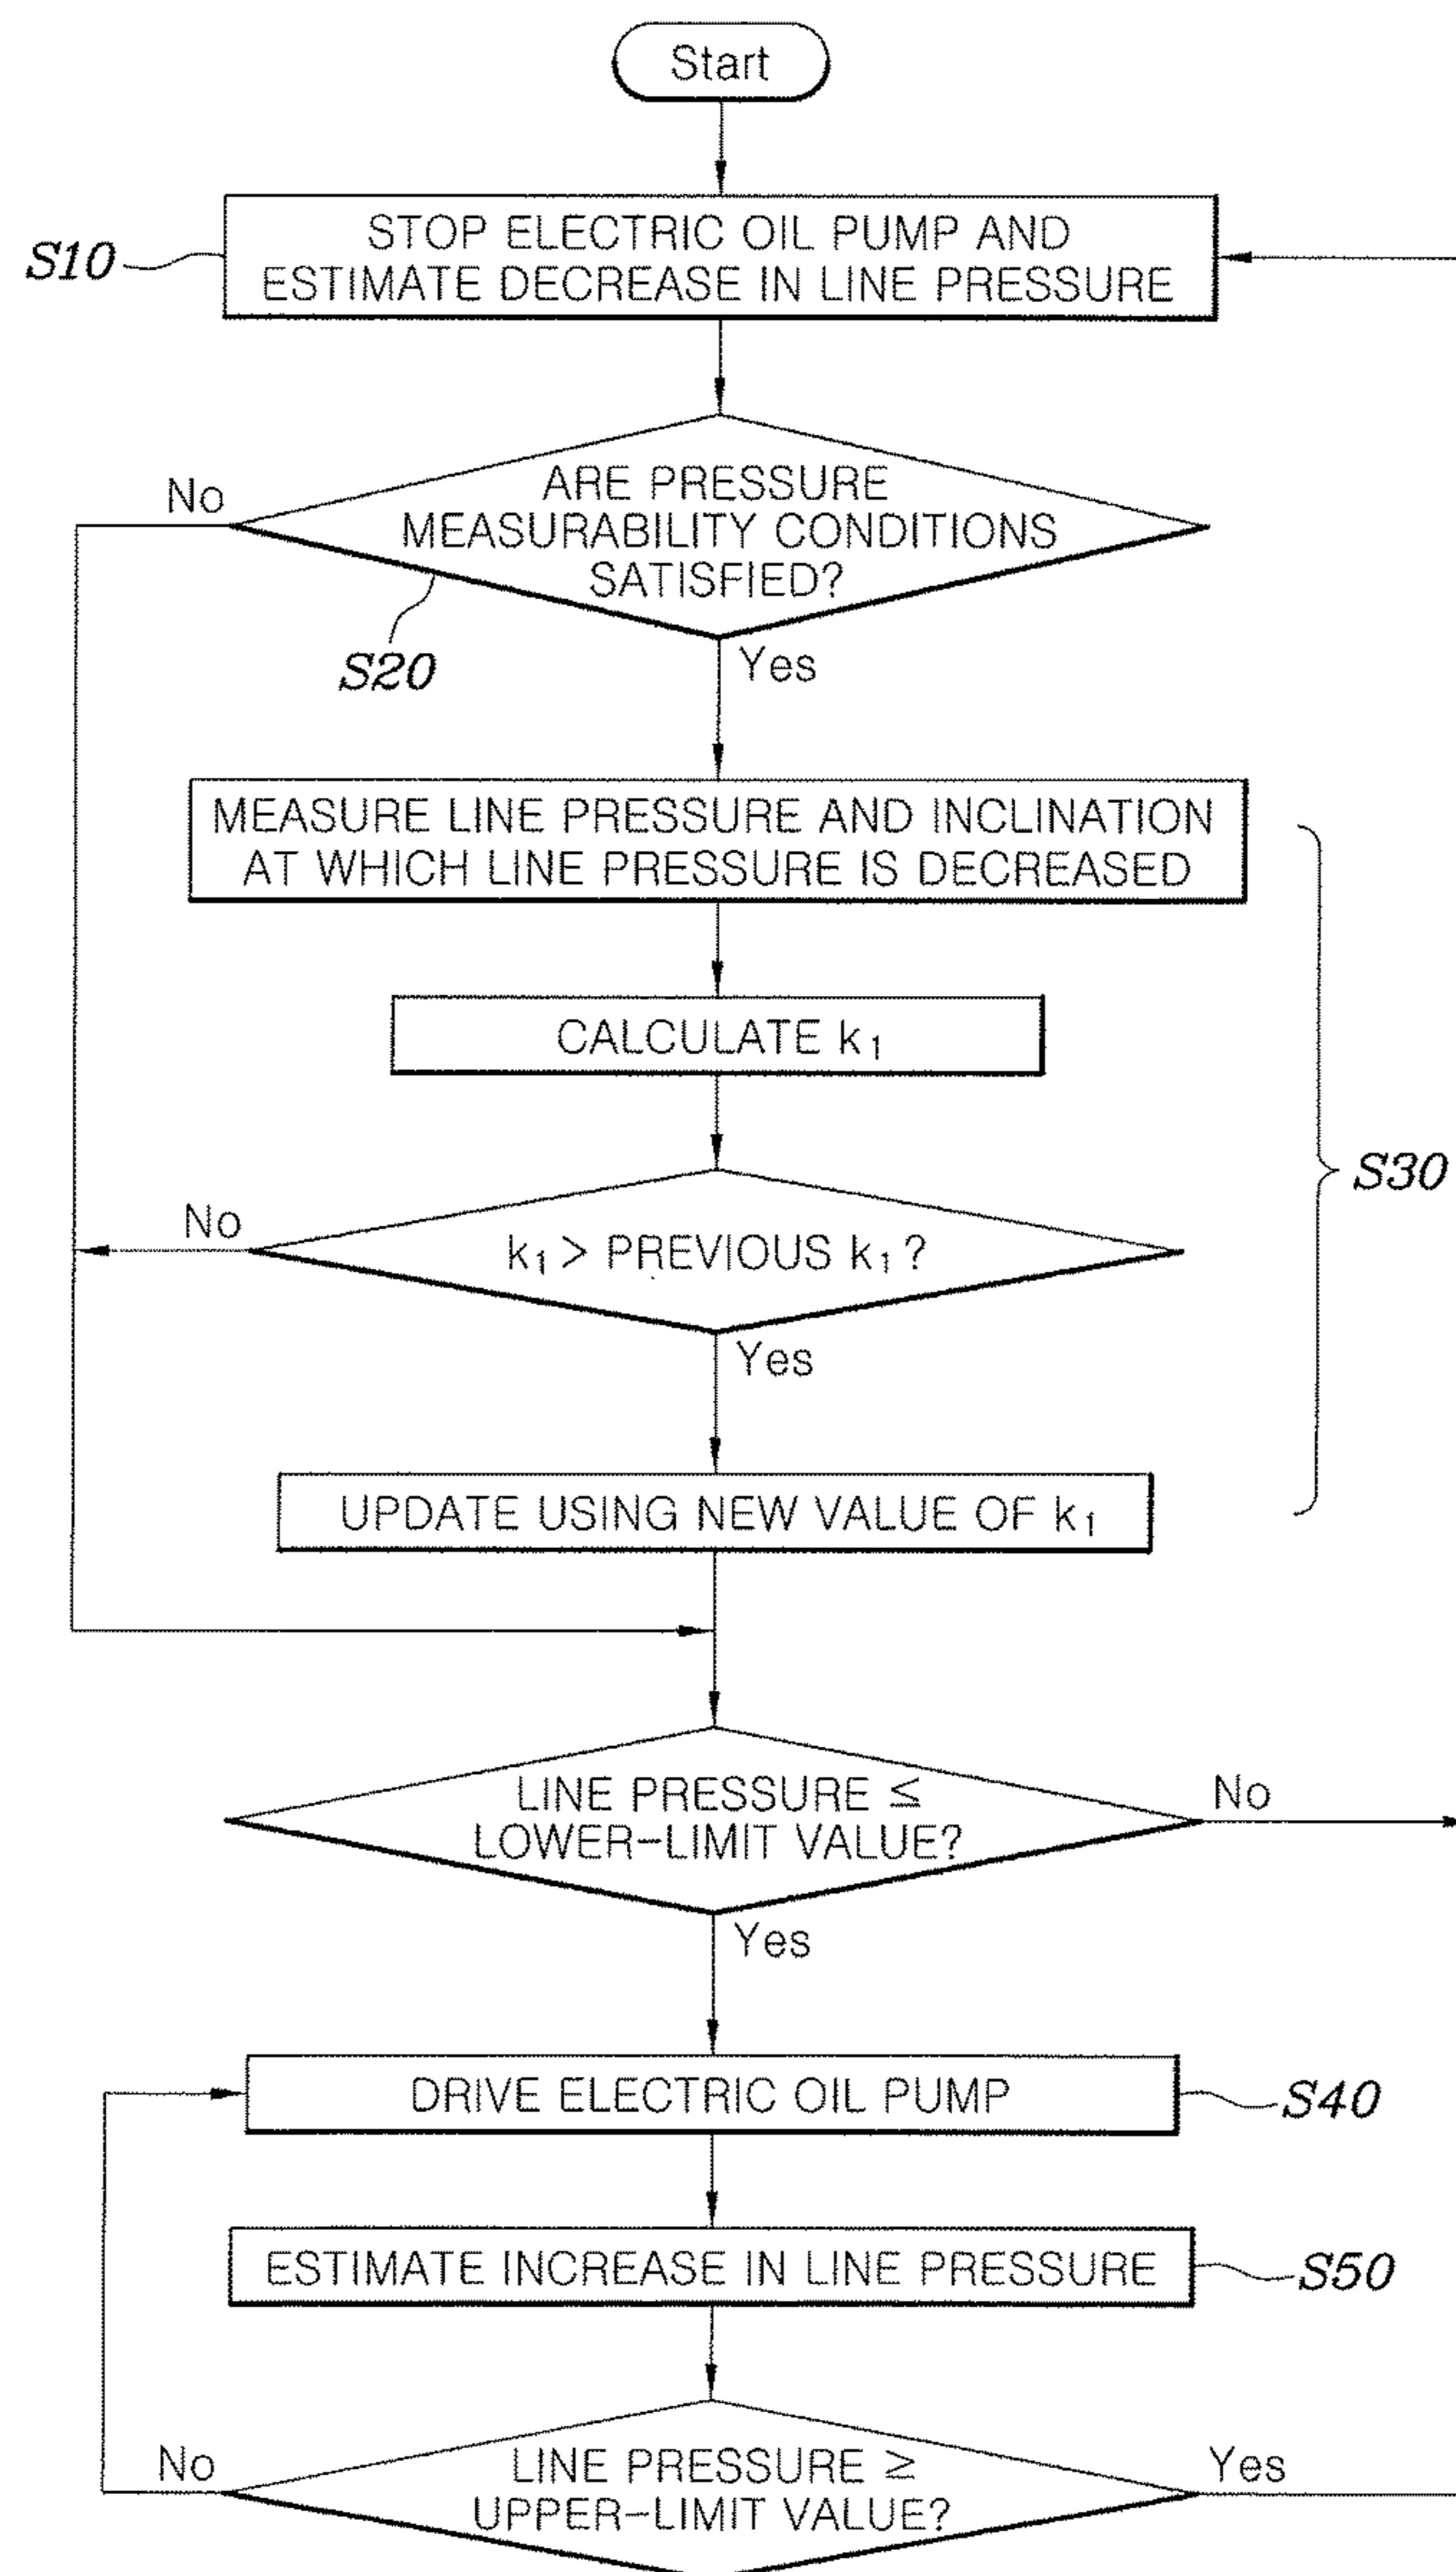 Start
S10
STOP ELECTRIC OIL PUMP AND
ESTIMATE DECREASE IN LINE PRESSURE
No
ARE PRESSURE
MEASURABILITY CONDITIONS
SATISFIED?
S20
Yes
MEASURE LINE PRESSURE AND INCLINATION
AT WHICH LINE PRESSURE IS DECREASED
CALCULATE k₁
S30
No
k₁ > PREVIOUS k₁ ?
Yes
UPDATE USING NEW VALUE OF k₁
LINE PRESSURE ≤
LOWER-LIMIT VALUE?
No
Yes
DRIVE ELECTRIC OIL PUMP
S40
ESTIMATE INCREASE IN LINE PRESSURE
S50
No
LINE PRESSURE ≥
UPPER-LIMIT VALUE?
Yes